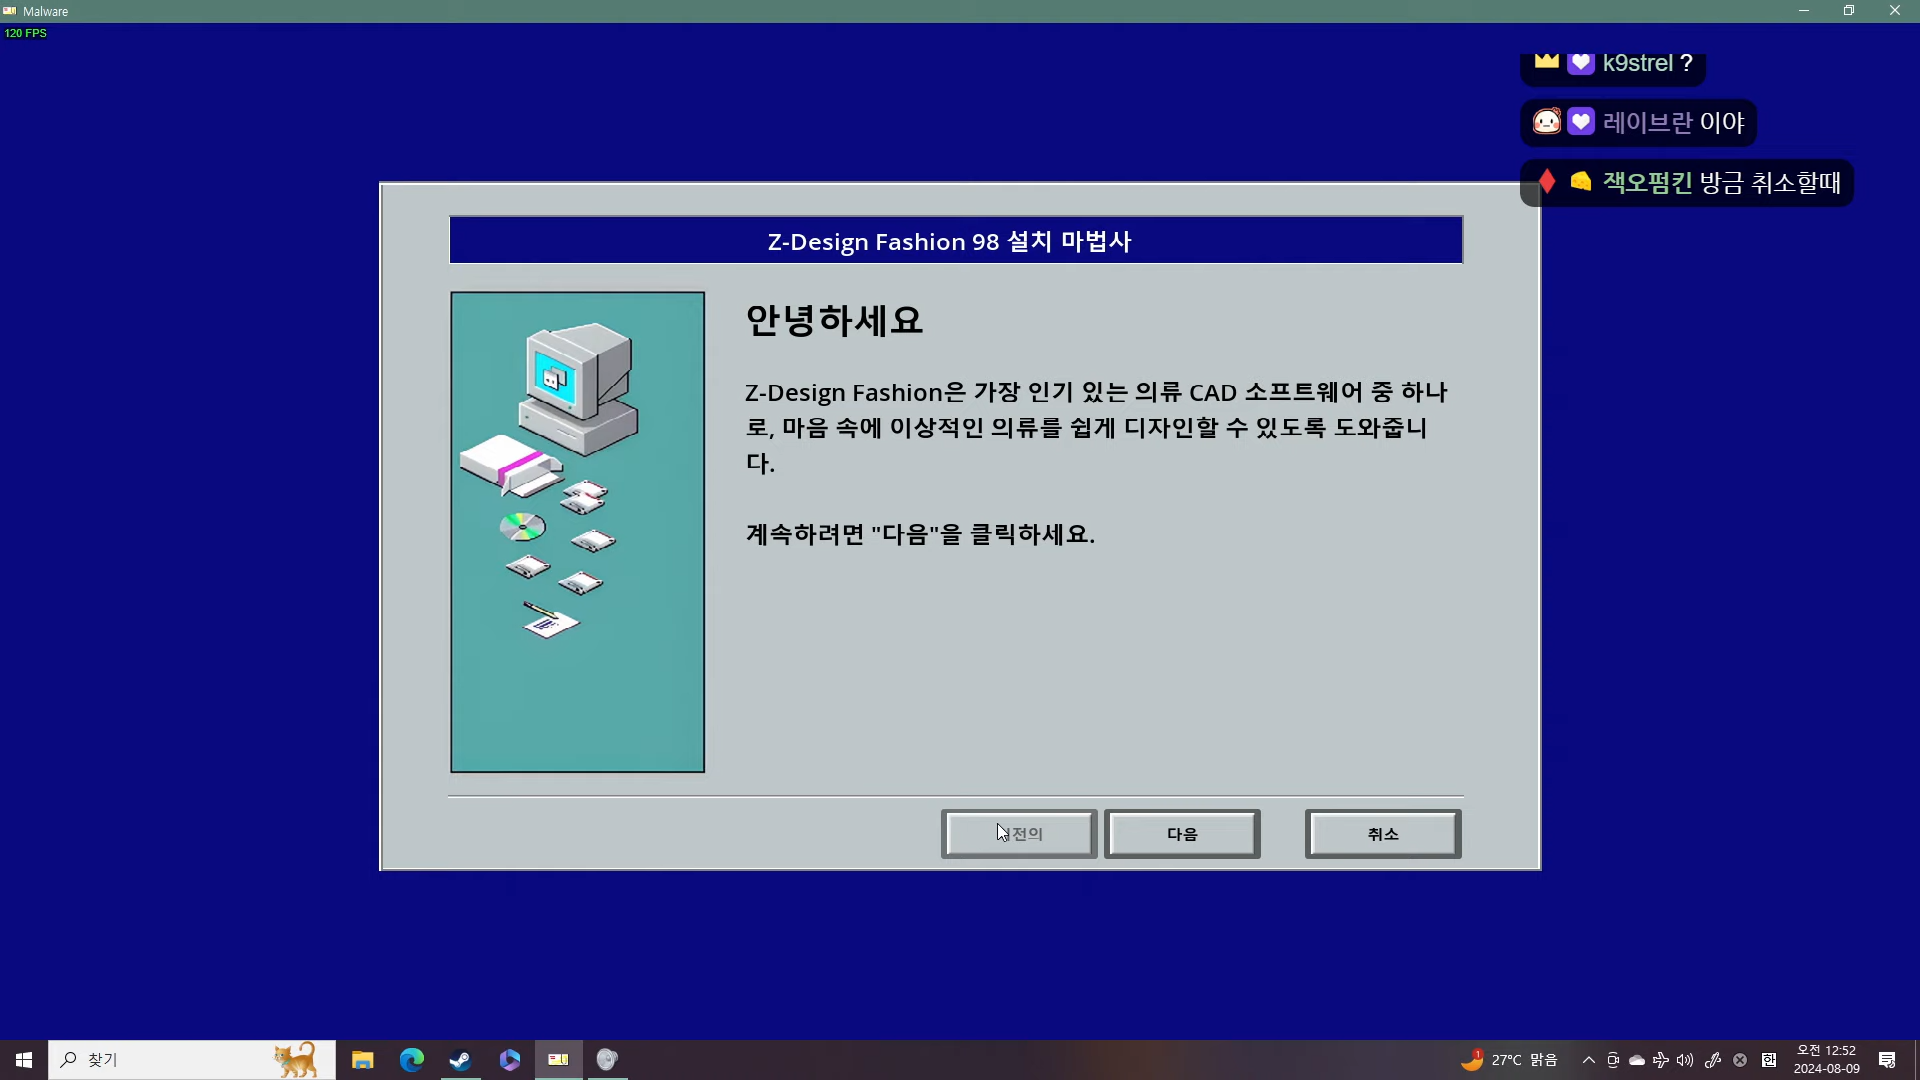 Malware
120 FPS
k9strel ?
레이브란 이야
잭오펌킨 방금 취소할때
Z-Design Fashion 98 설치 마법사
안녕하세요
Z-Design Fashion은 가장 인기 있는 의류 CAD 소프트웨어 중 하나
로, 마음 속에 이상적인 의류를 쉽게 디자인할 수 있도록 도와줍니
다.
계속하려면 "다음"을 클릭하세요.
다음
취소
찾기
1
27°C 맑음
한
오전 12:52
2024-08-09